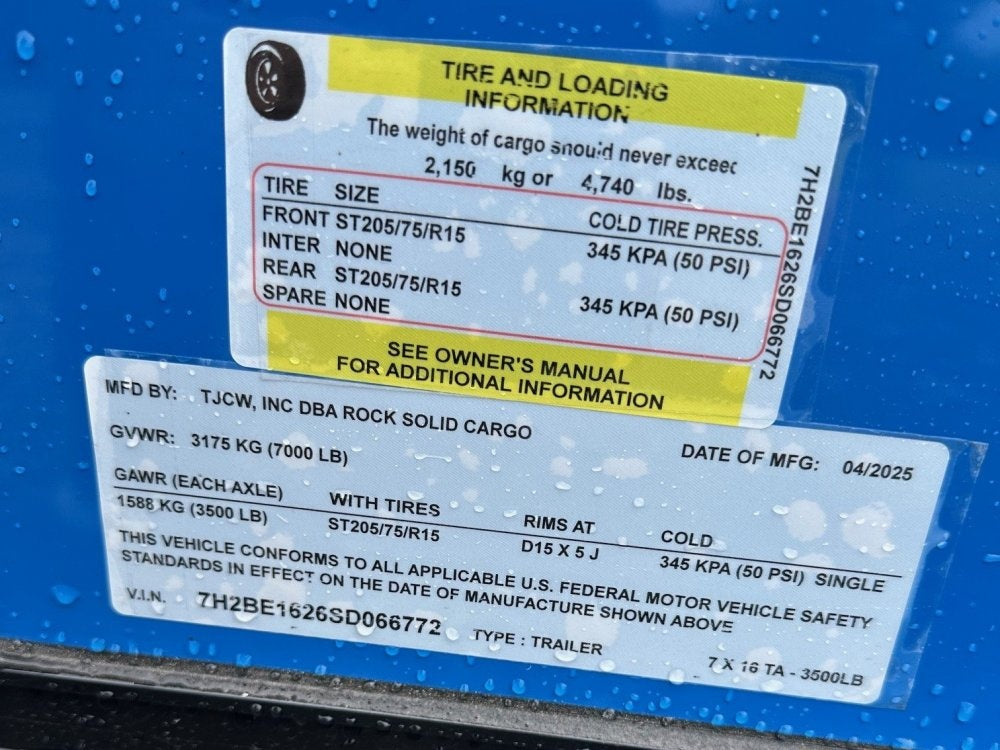 TIRE AND LOADING
INFORMATION
The weight of cargo should never exceed
2,150 kg or 4,740 lbs.
TIRE SIZE COLD TIRE PRESS.
FRONT ST205/75/R15 345 KPA (50 PSI)
INTER NONE
REAR ST205/75/R15 345 KPA (50 PSI)
SPARE NONE
SEE OWNER'S MANUAL
FOR ADDITIONAL INFORMATION
7H2BE1626SD066772
MFD BY: TJCW, INC DBA ROCK SOLID CARGO
GVWR: 3175 KG (7000 LB) DATE OF MFG: 04/2025
GAWR (EACH AXLE) WITH TIRES RIMS AT COLD
1588 KG (3500 LB) ST205/75/R15 D15 X 5 J 345 KPA (50 PSI) SINGLE
THIS VEHICLE CONFORMS TO ALL APPLICABLE U.S. FEDERAL MOTOR VEHICLE SAFETY
STANDARDS IN EFFECT ON THE DATE OF MANUFACTURE SHOWN ABOVE
V.I.N. 7H2BE1626SD066772 TYPE : TRAILER 7 X 16 TA - 3500LB